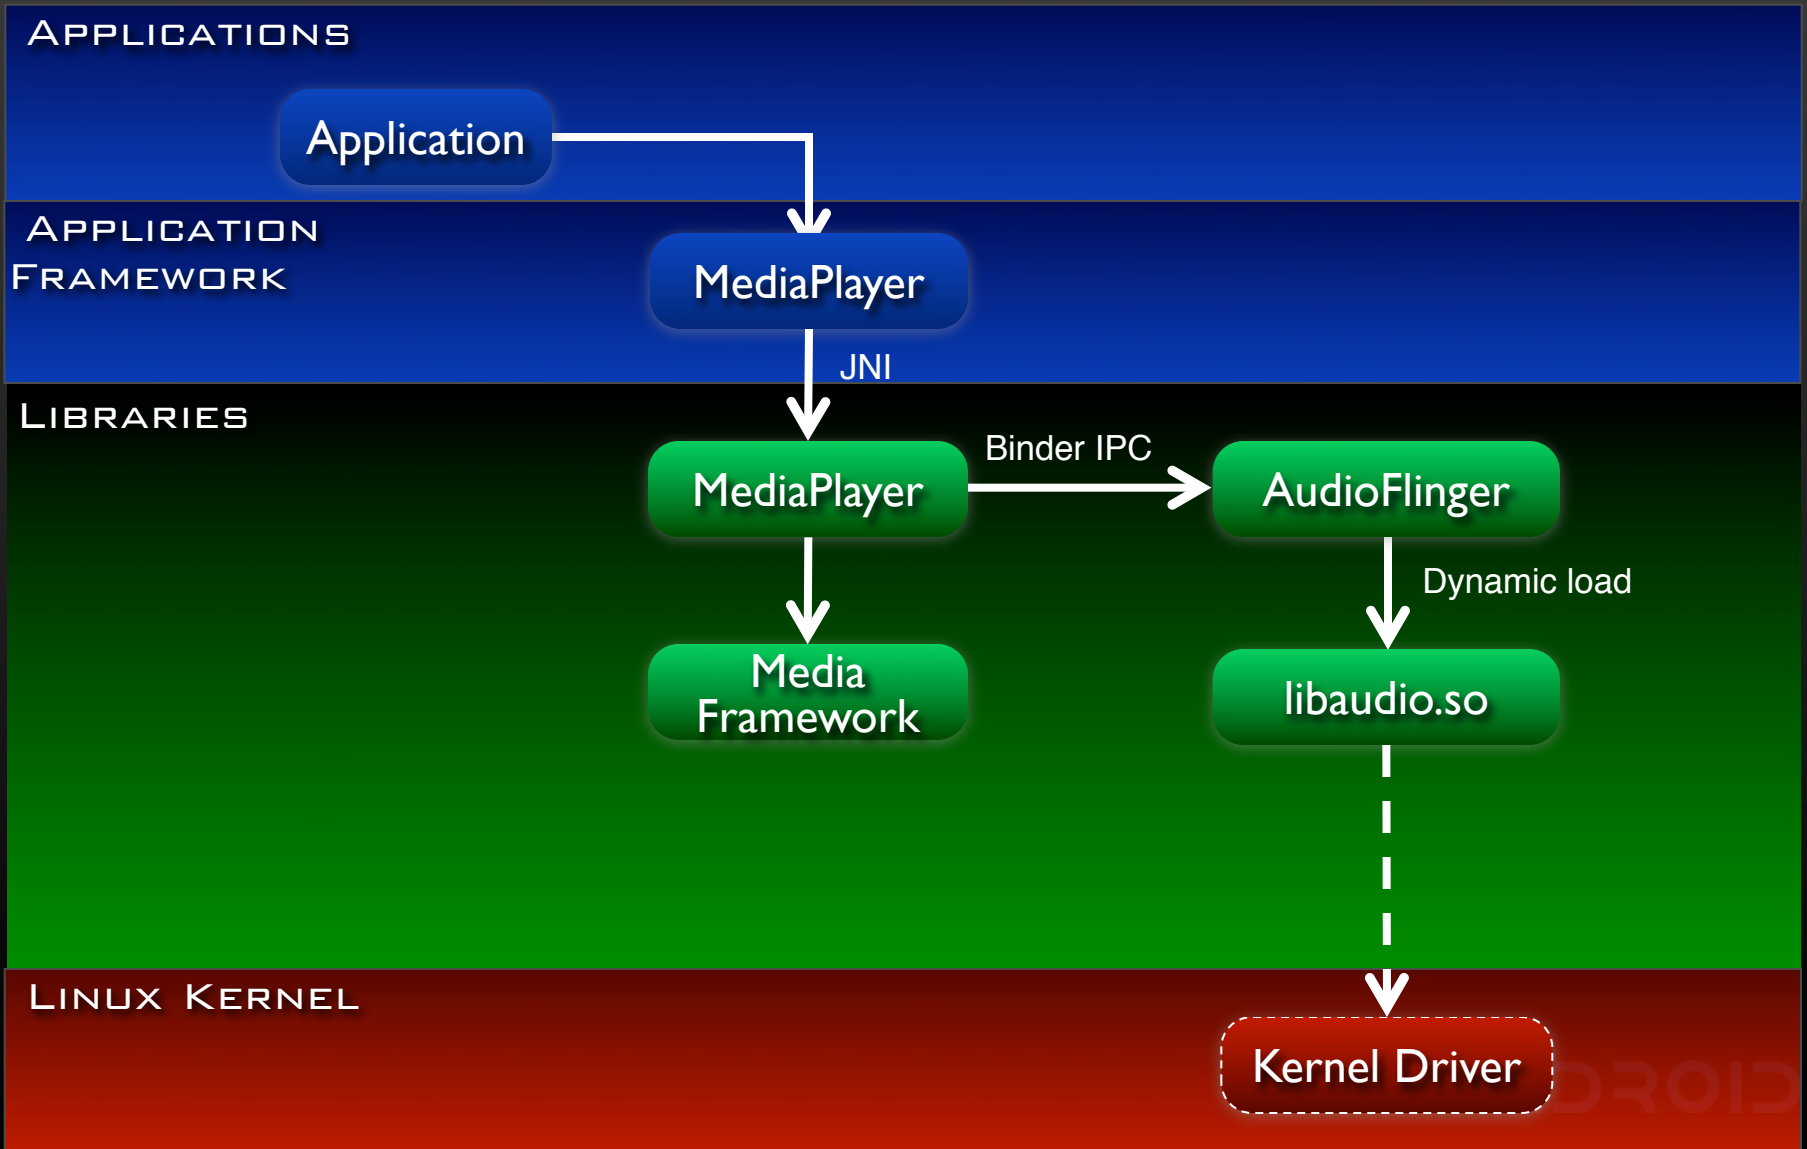 APPLICATIONS
Application
APPLICATION
FRAMEWORK
MediaPlayer
JNI
LIBRARIES
MediaPlayer
Binder IPC
AudioFlinger
Dynamic load
Media
Framework
libaudio.so
LINUX KERNEL
Kernel Driver
DROID